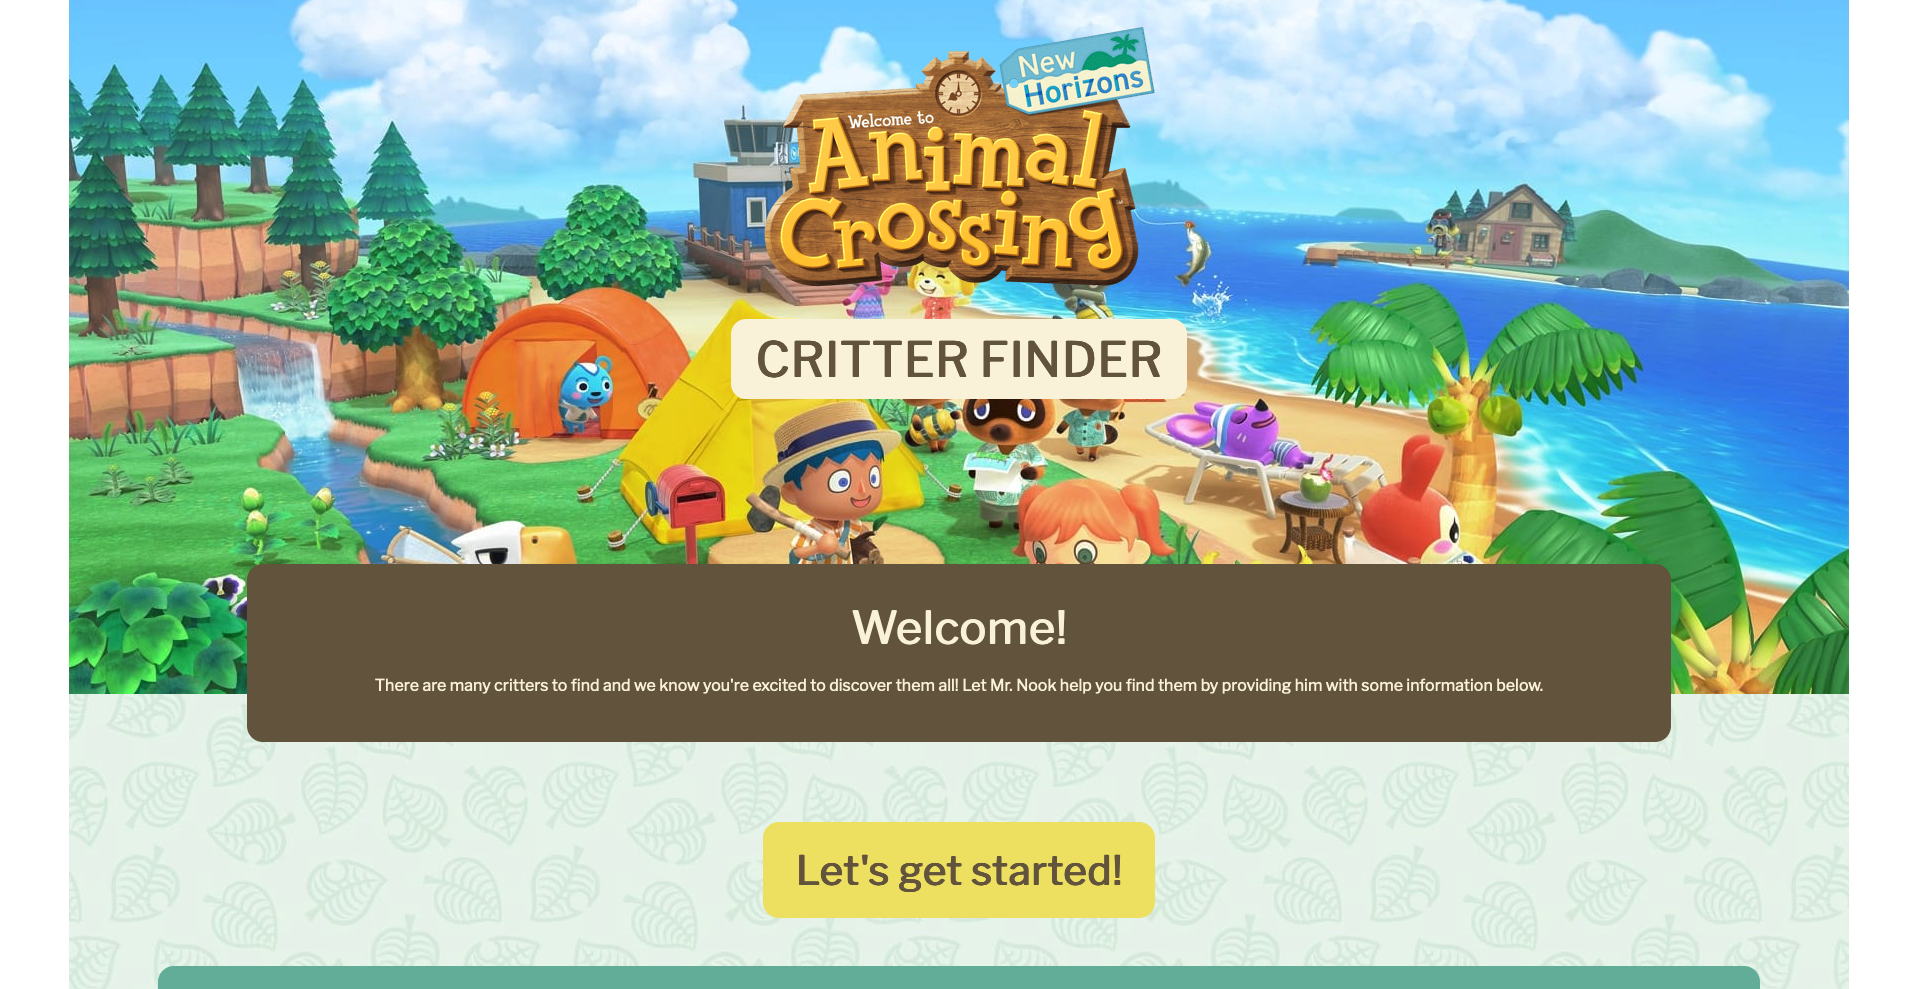 New
Horizons
Welcome to
Animal
Crossing
CRITTER FINDER
Welcome!
There are many critters to find and we know you're excited to discover them all! Let Mr. Nook help you find them by providing him with some information below.
Let's get started!